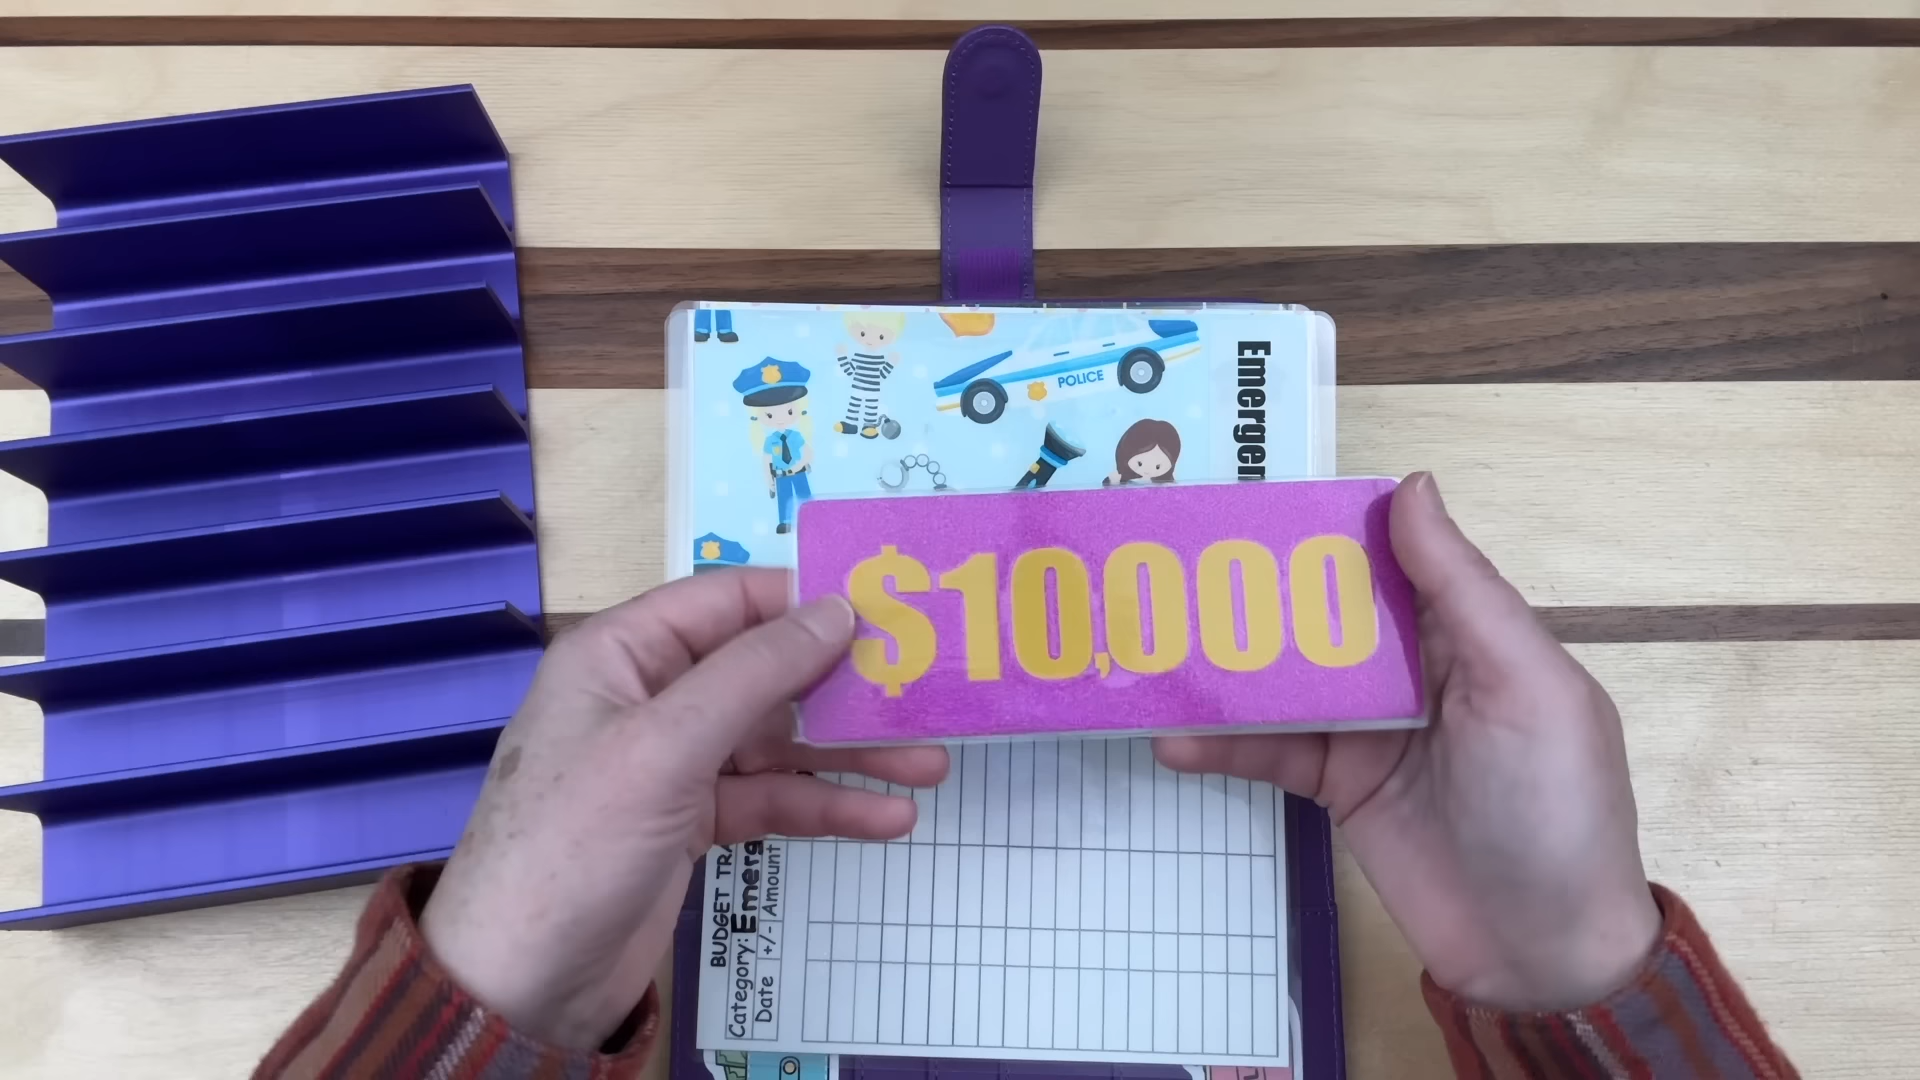 POLICE
Emergen
$10,000
BUDGET TRA
Category: Emerg
Date +/- Amount